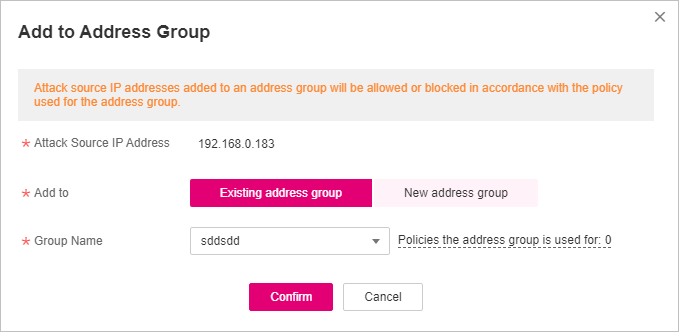 Add to Address Group
Attack source IP addresses added to an address group will be allowed or blocked in accordance with the policy
used for the address group.
* Attack Source IP Address 192.168.0.183
* Add to Existing address group New address group
* Group Name sddsdd Policies the address group is used for: 0
Confirm Cancel